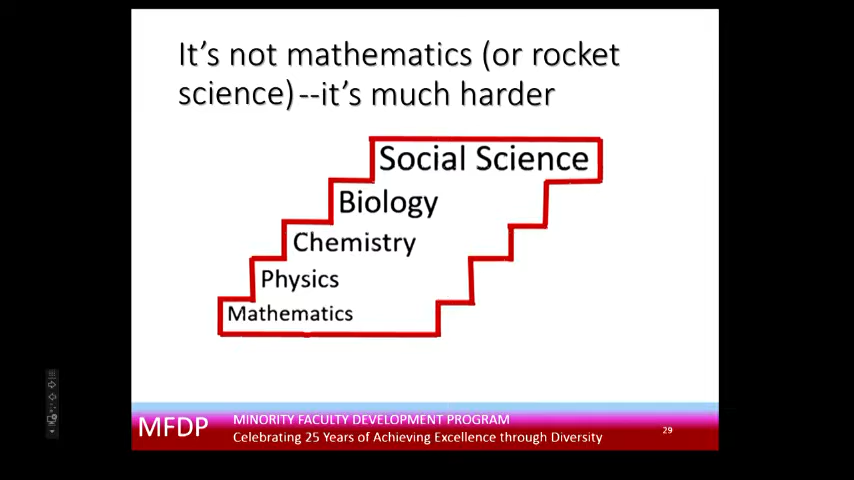 It's not mathematics (or rocket
science)--it's much harder
Social Science
Biology
Chemistry
Physics
Mathematics
MFDP
MINORITY FACULTY DEVELOPMENT PROGRAM
Celebrating 25 Years of Achieving Excellence through Diversity
29